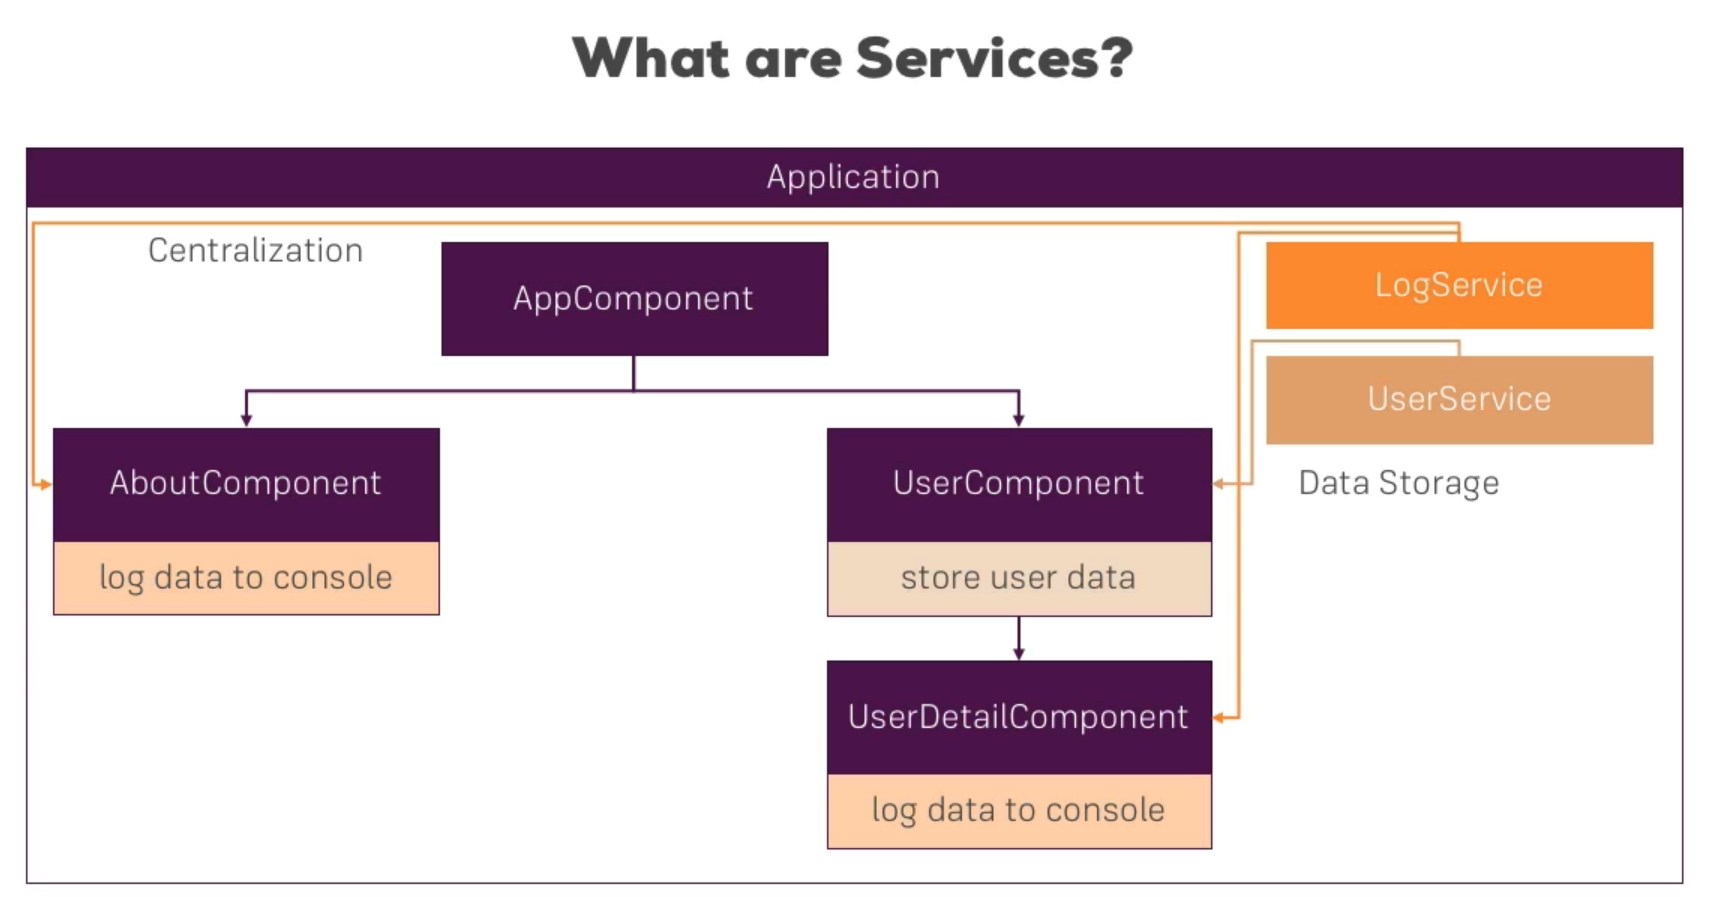 What are Services?
Application
Centralization
AppComponent
LogService
UserService
AboutComponent
UserComponent
Data Storage
log data to console
store user data
UserDetailComponent
log data to console